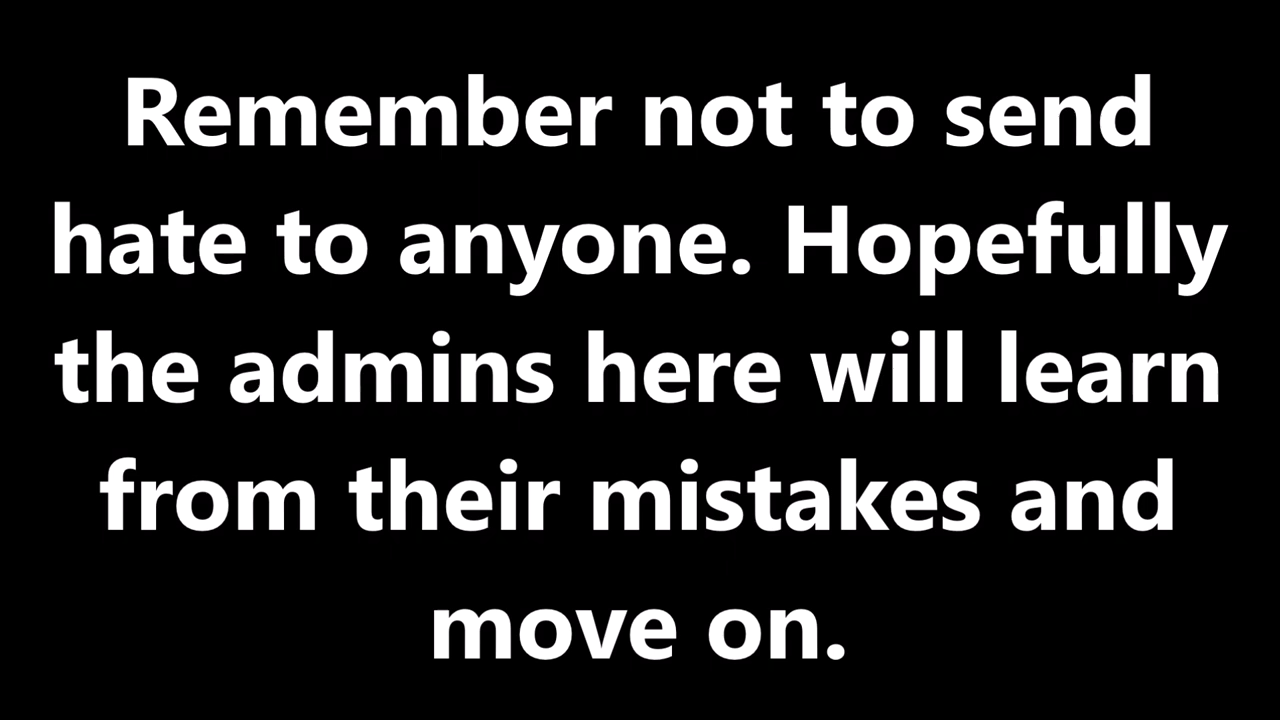 Remember not to send
hate to anyone. Hopefully
the admins here will learn
from their mistakes and
move on.